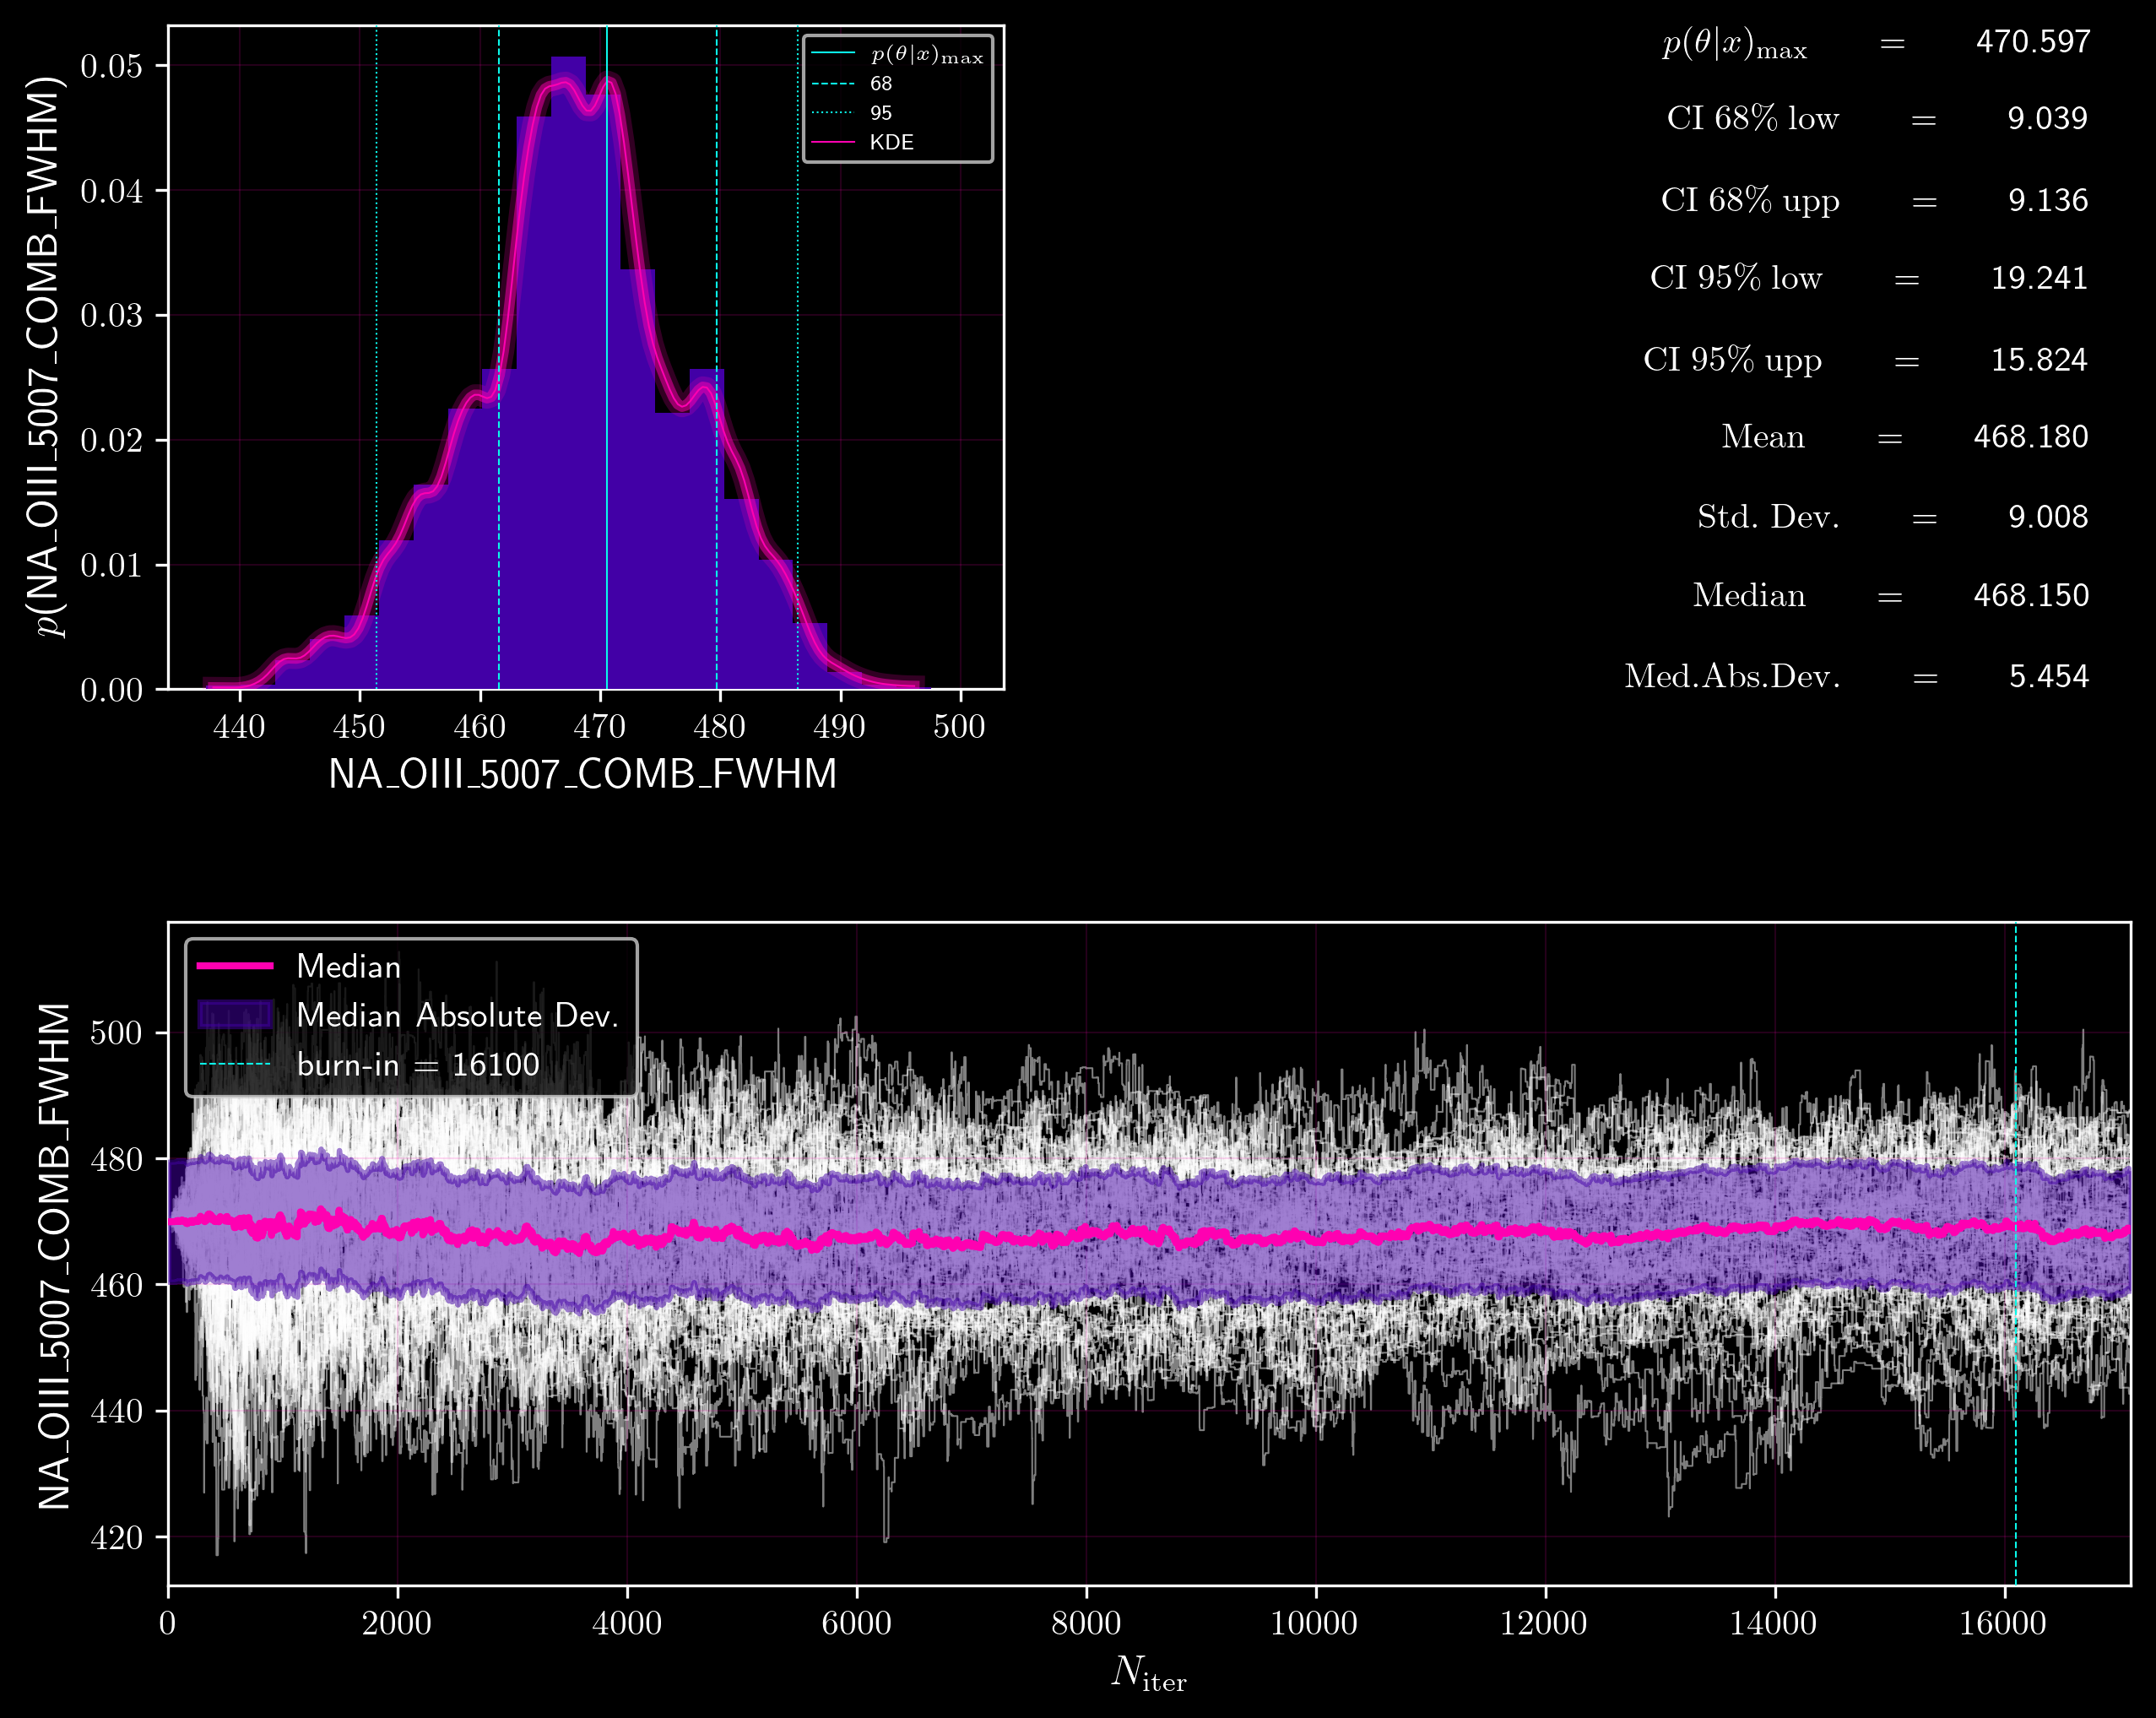 p(NA_OIII_5007_COMB_FWHM)
0.05
0.04
0.03
0.02
0.01
0.00
440 450 460 470 480 490 500
NA_OIII_5007_COMB_FWHM
p(θ|x)max
68
95
KDE
p(θ|x)max = 470.597
CI 68% low = 9.039
CI 68% upp = 9.136
CI 95% low = 19.241
CI 95% upp = 15.824
Mean = 468.180
Std. Dev. = 9.008
Median = 468.150
Med.Abs.Dev. = 5.454
NA_OIII_5007_COMB_FWHM
500
480
460
440
420
Median
Median Absolute Dev.
burn-in = 16100
0 2000 4000 6000 8000 10000 12000 14000 16000
Niter